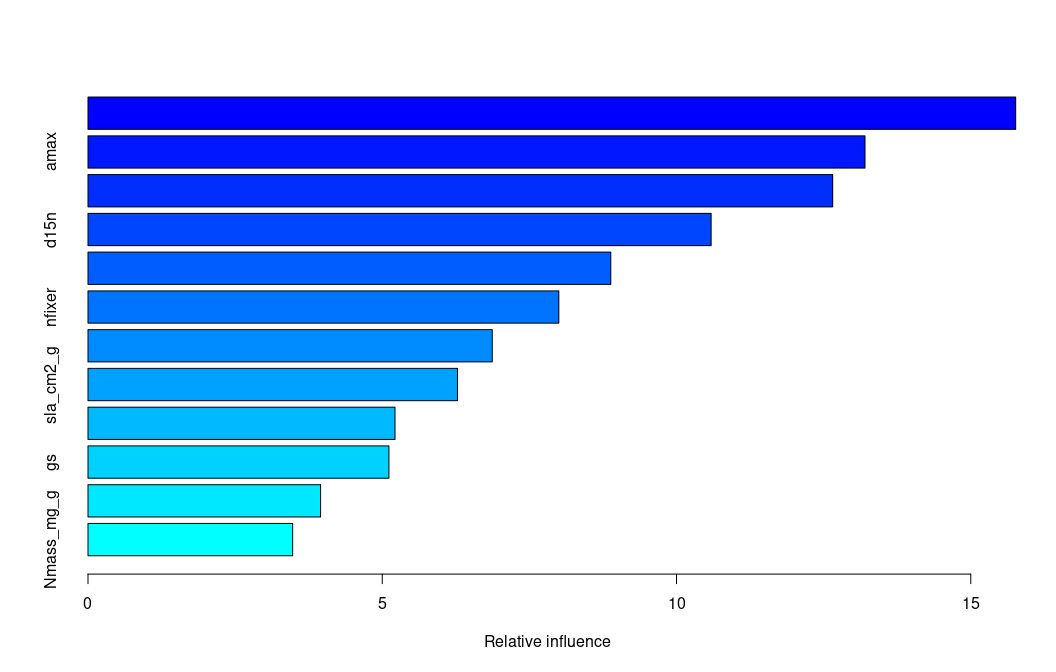 amax
d15n
nfixer
sla_cm2_g
gs
Nmass_mg_g
0 5 10 15
Relative influence